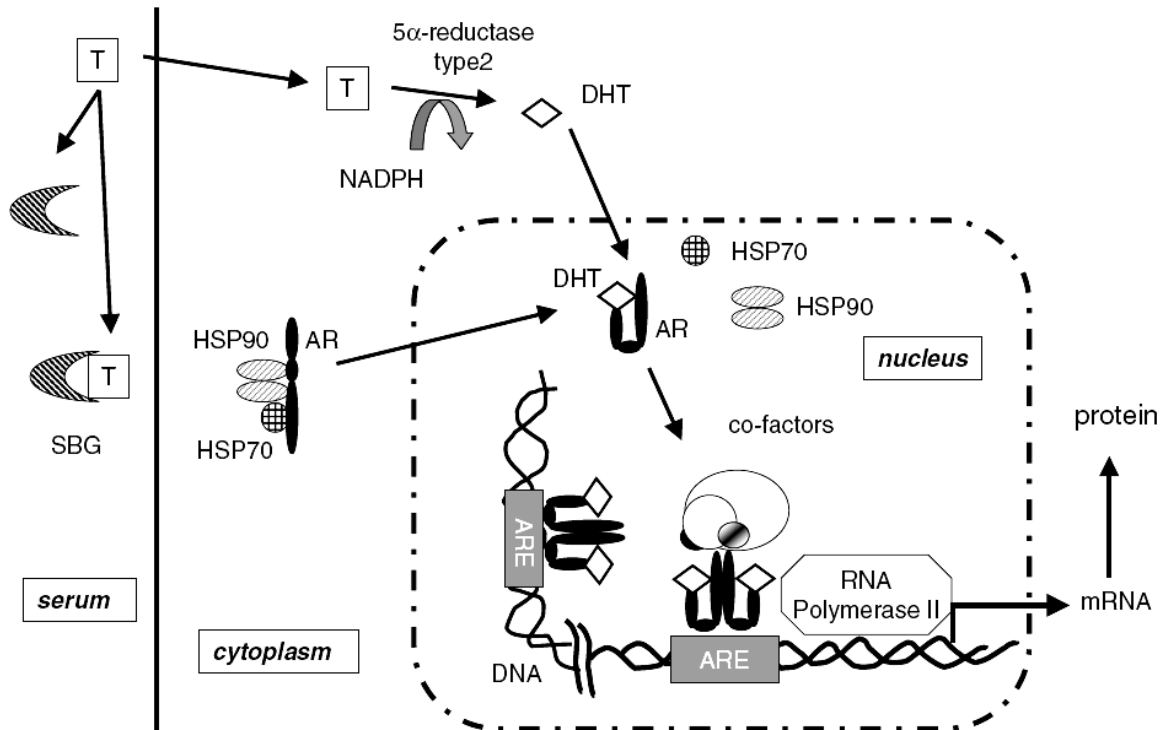 T
T
5α-reductase
type2
DHT
NADPH
HSP70
DHT
HSP90
AR
HSP90
AR
nucleus
T
SBG
HSP70
co-factors
protein
ARE
RNA
Polymerase II
mRNA
serum
cytoplasm
DNA
ARE